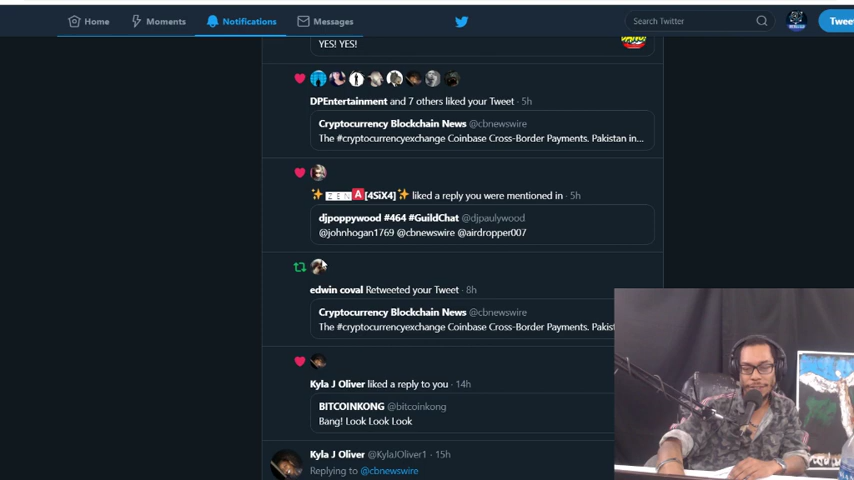 Home
Moments
Notifications
Messages
Search Twitter
Tweet
YES! YES!
DPEntertainment and 7 others liked your Tweet · 5h
Cryptocurrency Blockchain News @cbnewswire
The #cryptocurrencyexchange Coinbase Cross-Border Payments. Pakistan in...
✨ZEN🅰[4SiX4]✨ liked a reply you were mentioned in · 5h
djpoppywood #464 #GuildChat @djpaulywood
@johnhogan1769 @cbnewswire @airdropper007
edwin coval Retweeted your Tweet · 8h
Cryptocurrency Blockchain News @cbnewswire
The #cryptocurrencyexchange Coinbase Cross-Border Payments. Pakist
Kyla J Oliver liked a reply to you · 14h
BITCOINKONG @bitcoinkong
Bang! Look Look Look
Kyla J Oliver @KylaJOliver1 · 15h
Replying to @cbnewswire